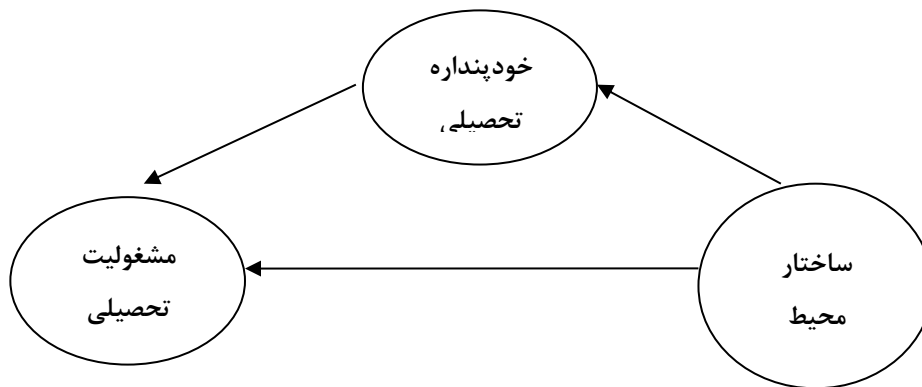 خودپنداره
تحصیلی
مشغولیت
تحصیلی
ساختار
محیط